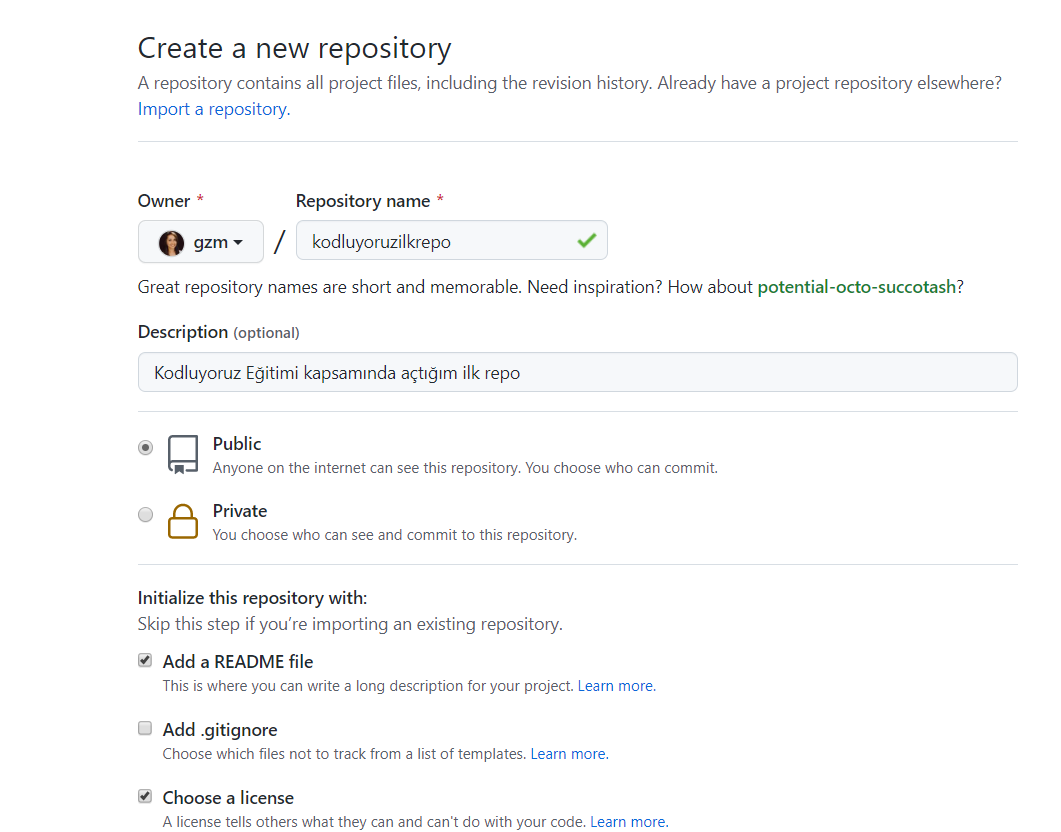 Create a new repository
A repository contains all project files, including the revision history. Already have a project repository elsewhere?
Import a repository.
Owner *
Repository name *
gzm
/
kodluyoruzilkrepo
Great repository names are short and memorable. Need inspiration? How about potential-octo-succotash?
Description (optional)
Kodluyoruz Eğitimi kapsamında açtığım ilk repo
Public
Anyone on the internet can see this repository. You choose who can commit.
Private
You choose who can see and commit to this repository.
Initialize this repository with:
Skip this step if you’re importing an existing repository.
Add a README file
This is where you can write a long description for your project. Learn more.
Add .gitignore
Choose which files not to track from a list of templates. Learn more.
Choose a license
A license tells others what they can and can't do with your code. Learn more.